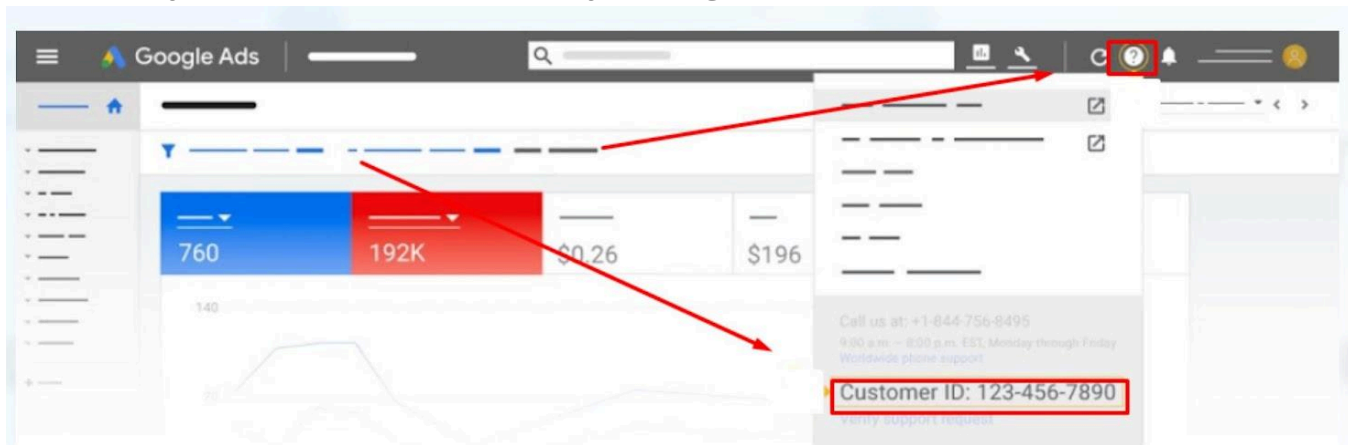 Google Ads
760
192K
$0.26
$196
140
Call us at: +1-844-756-8495
9:00 a.m. – 8:00 p.m. EST, Monday through Friday
Worldwide phone support
Customer ID: 123-456-7890
Verify support request